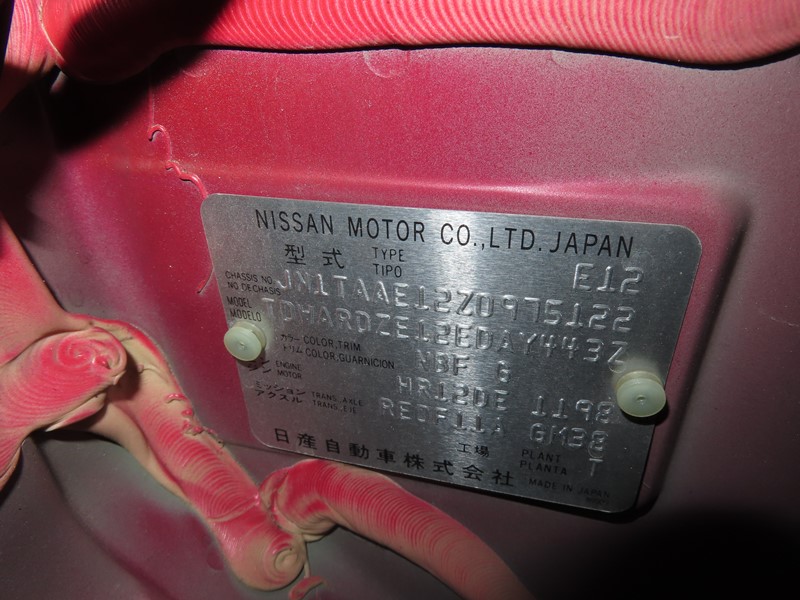 NISSAN MOTOR CO.,LTD. JAPAN
型式 TYPE TIPO E12
CHASSIS NO. NO DE CHASIS JN1TAAE12Z0975122
MODEL MODELO TDHARDZE12EDAY443Z
カラー COLOR,TRIM
トリム COLOR,GUARNICION NBF G
ENGINE MOTOR HR12DE 1198
ミッション TRANS. AXLE
アクスル TRANS. EJE RE0F11A GM38
工場 PLANT PLANTA T
日産自動車株式会社 MADE IN JAPAN